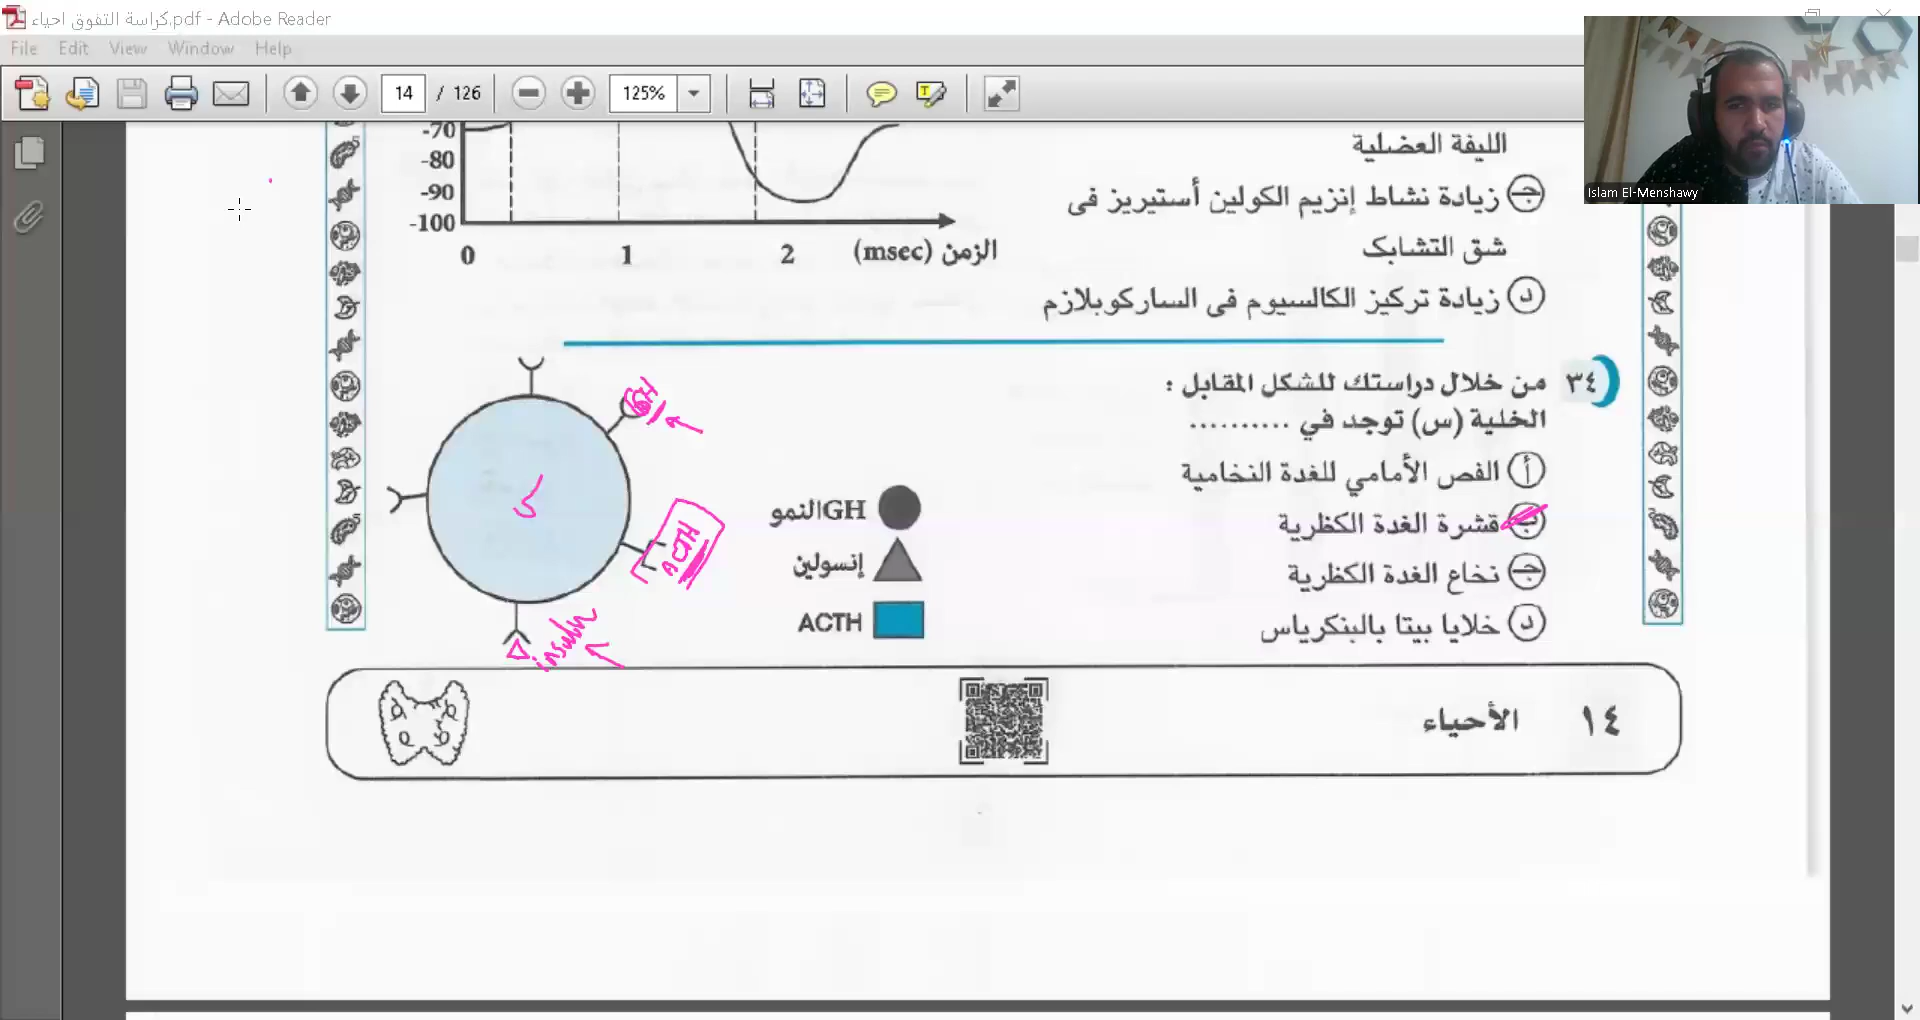 كراسة التفوق احياء.pdf - Adobe Reader
File Edit View Window Help
14 / 126 125%
Islam El-Menshawy
-70
-80
-90
-100
0 1 2 الزمن (msec)
الليفة العضلية
جـ زيادة نشاط إنزيم الكولين أستيريز فى
شق التشابك
د زيادة تركيز الكالسيوم فى الساركوبلازم
٣٤ من خلال دراستك للشكل المقابل :
الخلية (س) توجد في ..........
أ الفص الأمامي للغدة النخامية
ب قشرة الغدة الكظرية
جـ نخاع الغدة الكظرية
د خلايا بيتا بالبنكرياس
GH النمو
إنسولين
ACTH
GH
س
ACTH
insulin
١٤ الأحياء